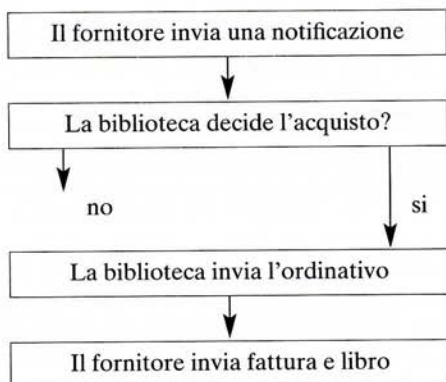 Il fornitore invia una notificazione
La biblioteca decide l'acquisto?
no
si
La biblioteca invia l'ordinativo
Il fornitore invia fattura e libro